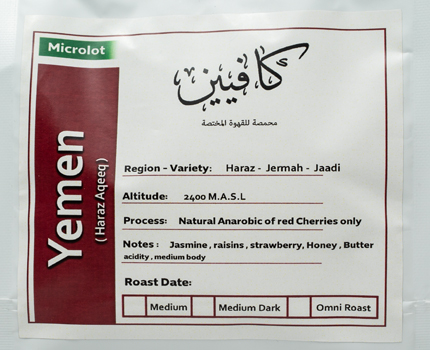 Microlot
Yemen
( Haraz Aqeeq )
كافيين
محمصة للقهوة المختصة
Region - Variety: Haraz - Jermah - Jaadi
Altitude: 2400 M.A.S.L
Process: Natural Anarobic of red Cherries only
Notes : Jasmine , raisins , strawberry, Honey , Butter
acidity , medium body
Roast Date:
Medium Medium Dark Omni Roast